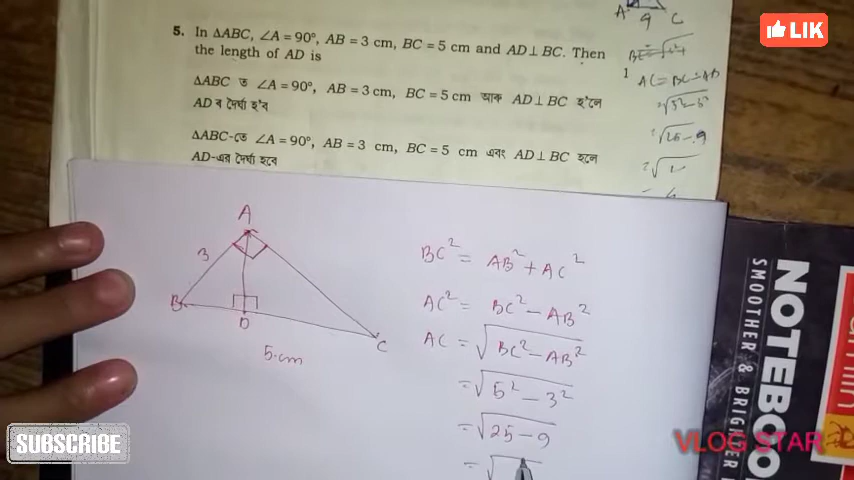 LIK
A 9 C
5. In ΔABC, ∠A = 90°, AB = 3 cm, BC = 5 cm and AD ⊥ BC. Then
the length of AD is
ΔABC ত ∠A = 90°, AB = 3 cm, BC = 5 cm আৰু AD ⊥ BC হ'লে
AD ৰ দৈৰ্ঘ্য হ'ব
ΔABC-তে ∠A = 90°, AB = 3 cm, BC = 5 cm এবং AD ⊥ BC হলে
AD-এর দৈর্ঘ্য হবে
A
3
B
D
C
5 cm
BC² = AB² + AC²
AC² = BC² - AB²
AC = √BC² - AB²
= √5² - 3²
= √25 - 9
= √
NOTEBOO
SMOOTHER & BRIGHTER
SUBSCRIBE
VLOG STAR